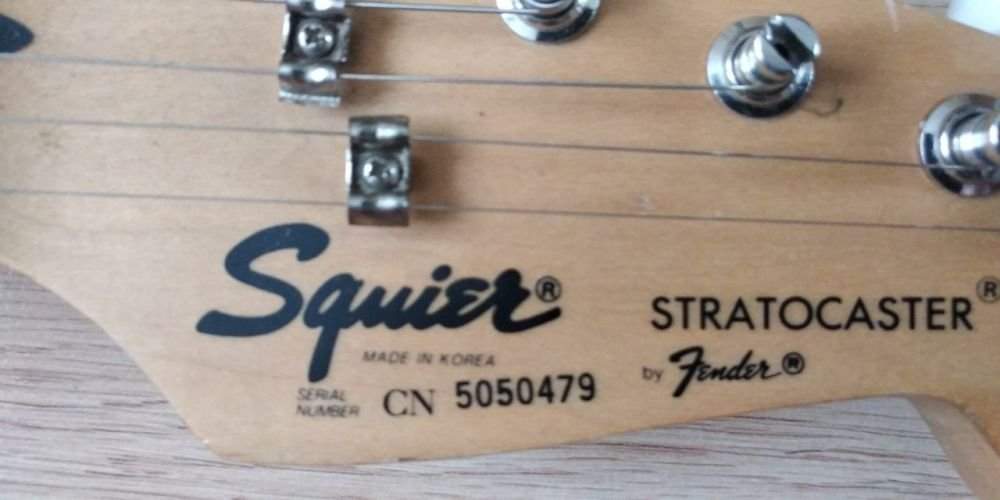 Squier®
MADE IN KOREA
SERIAL
NUMBER
CN 5050479
STRATOCASTER®
by Fender®